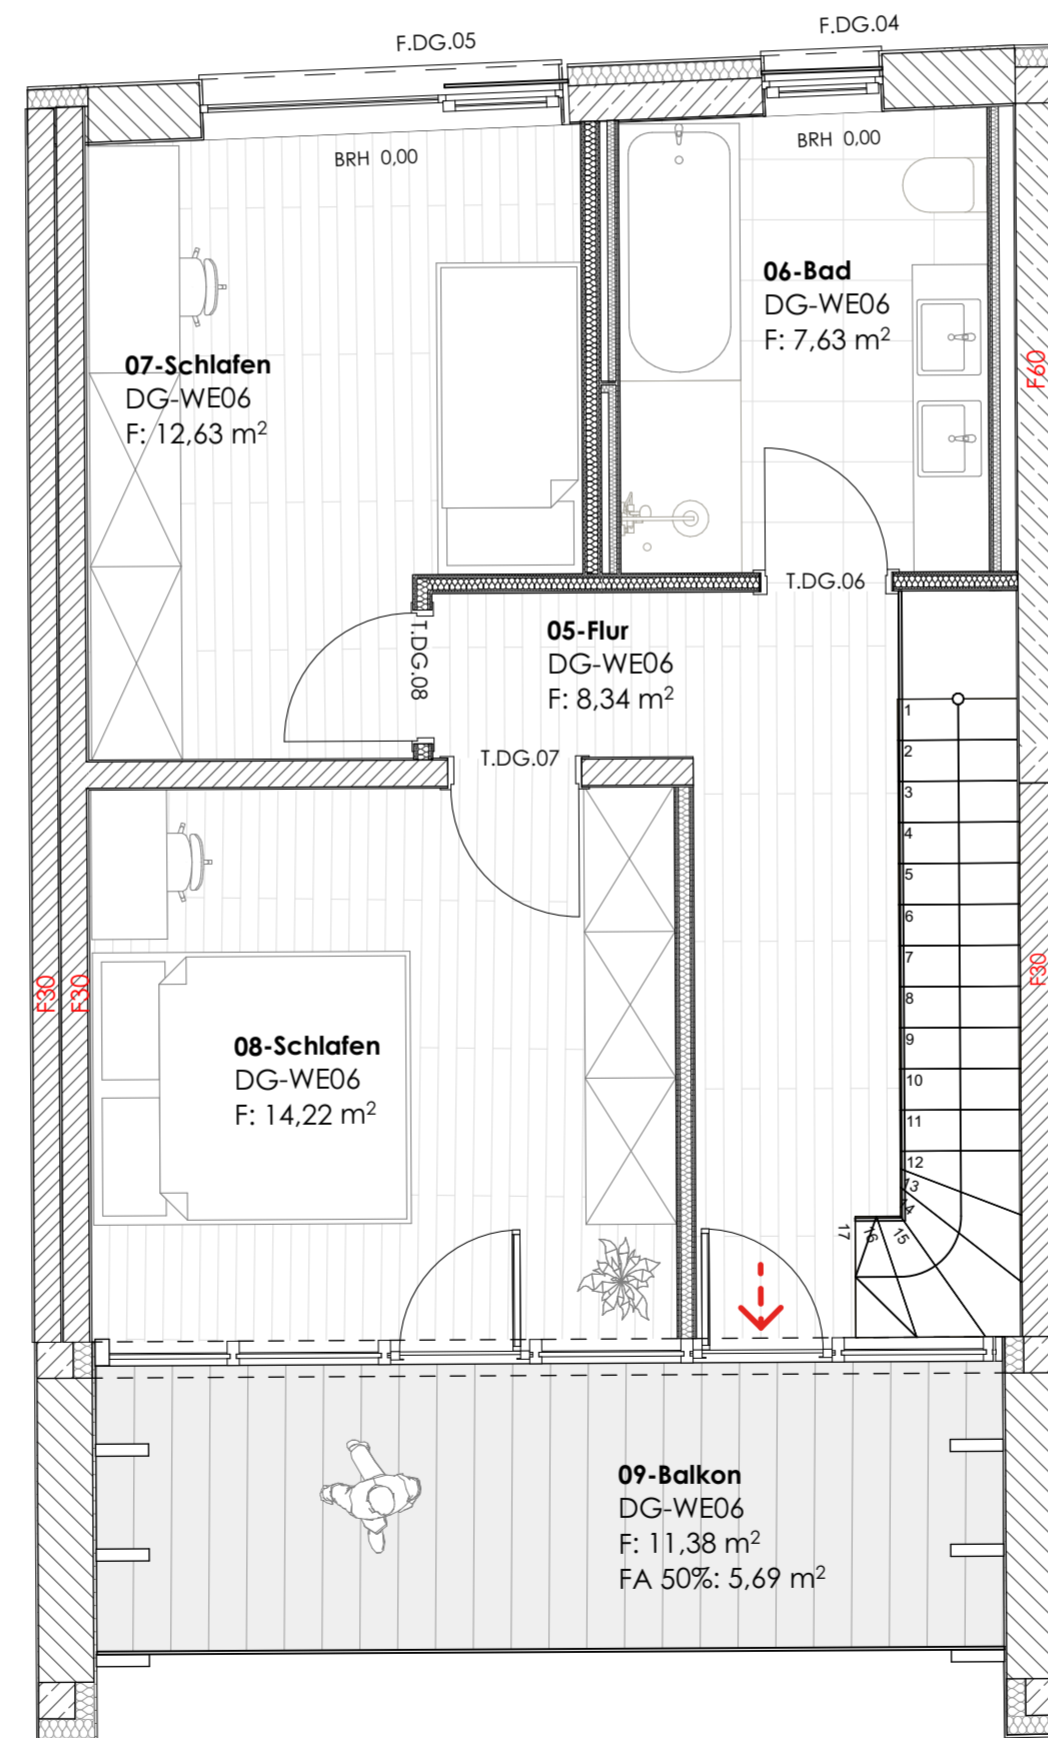 F.DG.05
F.DG.04
BRH 0,00
BRH 0,00
06-Bad
DG-WE06
F: 7,63 m²
F60
07-Schlafen
DG-WE06
F: 12,63 m²
T.DG.06
05-Flur
DG-WE06
F: 8,34 m²
T.DG.08
T.DG.07
1
2
3
4
5
6
7
8
9
10
11
12
13
14
15
16
17
F30
F30
F30
08-Schlafen
DG-WE06
F: 14,22 m²
09-Balkon
DG-WE06
F: 11,38 m²
FA 50%: 5,69 m²